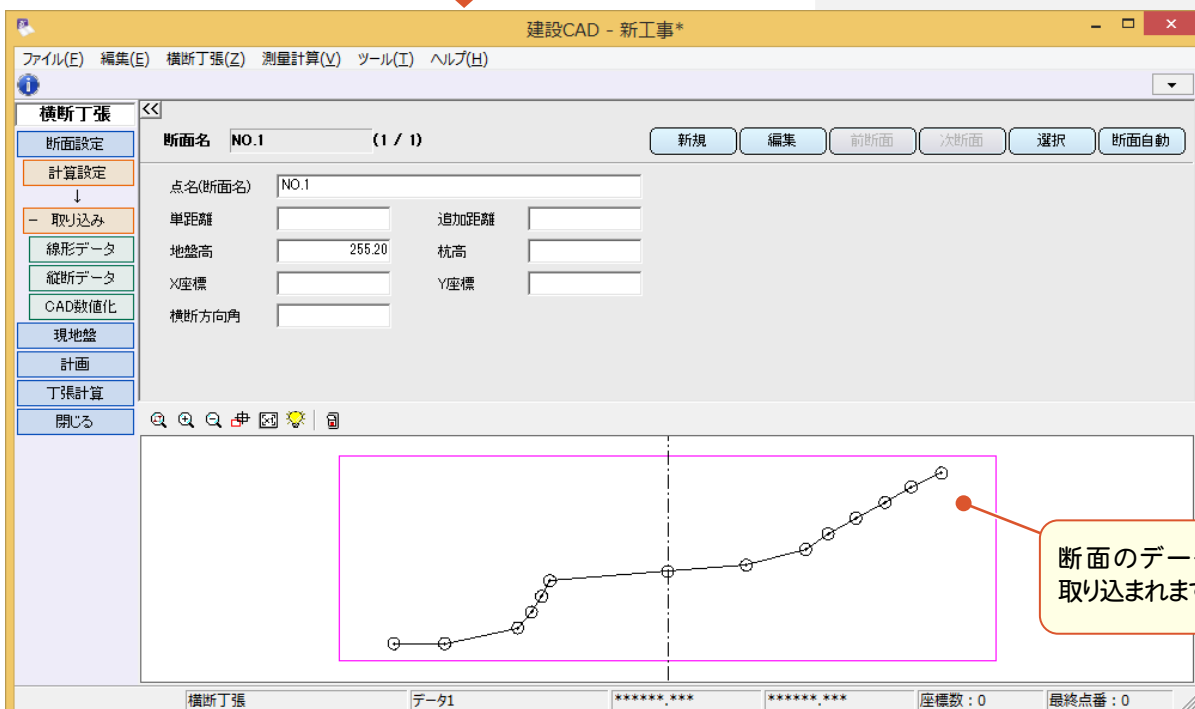 建設CAD - 新工事*
ファイル(F) 編集(E) 横断丁張(Z) 測量計算(V) ツール(T) ヘルプ(H)
横断丁張
<<
断面設定
計算設定
↓
− 取り込み
線形データ
縦断データ
CAD数値化
現地盤
計画
丁張計算
閉じる
断面名 NO.1 (1 / 1)
新規 編集 前断面 次断面 選択 断面自動
点名(断面名) NO.1
単距離 追加距離
地盤高 255.20 杭高
X座標 Y座標
横断方向角
断面のデー
取り込まれま
横断丁張 データ1 ******.*** ******.*** 座標数：0 最終点番：0